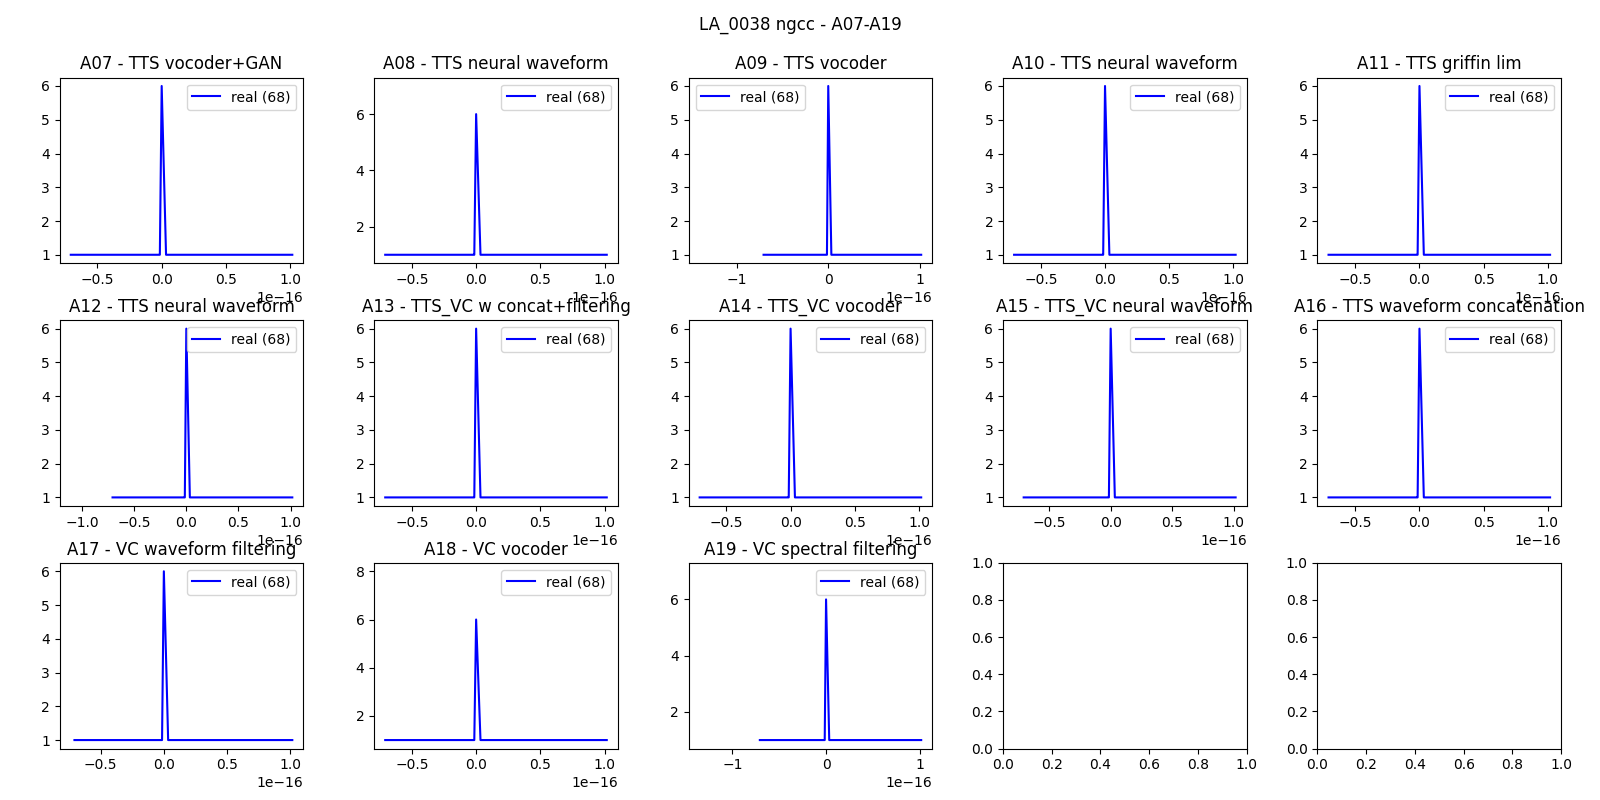 LA_0038 ngcc - A07-A19
A07 - TTS vocoder+GAN
A08 - TTS neural waveform
A09 - TTS vocoder
A10 - TTS neural waveform
A11 - TTS griffin lim
real (68)
real (68)
real (68)
real (68)
real (68)
6
5
4
3
2
1
6
4
2
6
5
4
3
2
1
6
5
4
3
2
1
6
5
4
3
2
1
−0.5 0.0 0.5 1.0
1e−16
−0.5 0.0 0.5 1.0
1e−16
−1 0 1
1e−16
−0.5 0.0 0.5 1.0
1e−16
−0.5 0.0 0.5 1.0
1e−16
A12 - TTS neural waveform
A13 - TTS_VC w concat+filtering
A14 - TTS_VC vocoder
A15 - TTS_VC neural waveform
A16 - TTS waveform concatenation
real (68)
real (68)
real (68)
real (68)
real (68)
6
5
4
3
2
1
6
5
4
3
2
1
6
5
4
3
2
1
6
5
4
3
2
1
6
5
4
3
2
1
−1.0 −0.5 0.0 0.5 1.0
1e−16
−0.5 0.0 0.5 1.0
1e−16
−0.5 0.0 0.5 1.0
1e−16
−0.5 0.0 0.5 1.0
1e−16
−0.5 0.0 0.5 1.0
1e−16
A17 - VC waveform filtering
A18 - VC vocoder
A19 - VC spectral filtering
real (68)
real (68)
real (68)
6
5
4
3
2
1
8
6
4
2
6
4
2
1.0
0.8
0.6
0.4
0.2
0.0
1.0
0.8
0.6
0.4
0.2
0.0
−0.5 0.0 0.5 1.0
1e−16
−0.5 0.0 0.5 1.0
1e−16
−1 0 1
1e−16
0.0 0.2 0.4 0.6 0.8 1.0
0.0 0.2 0.4 0.6 0.8 1.0